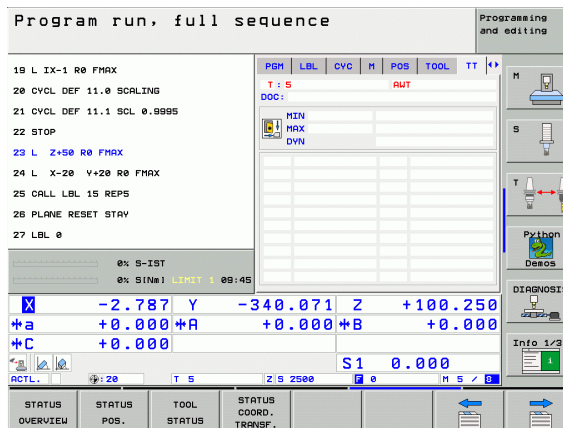 Program run, full sequence
Programming and editing
19 L IX-1 R0 FMAX
20 CYCL DEF 11.0 SCALING
21 CYCL DEF 11.1 SCL 0.9995
22 STOP
23 L Z+50 R0 FMAX
24 L X-20 Y+20 R0 FMAX
25 CALL LBL 15 REP5
26 PLANE RESET STAY
27 LBL 0
PGM LBL CYC M POS TOOL TT
T : 5 AWT
DOC:
MIN
MAX
DYN
0% S-IST
0% S[Nm] LIMIT 1 09:45
X -2.787 Y -340.071 Z +100.250
a +0.000 A +0.000 B +0.000
C +0.000
S1 0.000
ACTL. : 20 T 5 Z S 2500 F 0 M 5 / 8
STATUS OVERVIEW
STATUS POS.
TOOL STATUS
STATUS COORD. TRANSF.
M
S
T
Python Demos
DIAGNOSI
Info 1/3